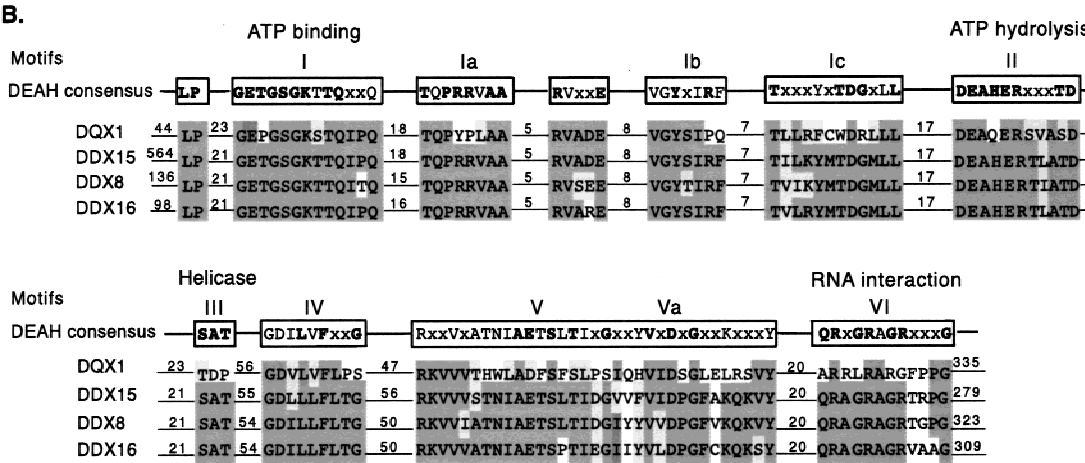 B.
ATP binding ATP hydrolysis
Motifs I Ia Ib Ic II
DEAH consensus LP GETGSGKTTQxxQ TQPRRVAA RVxxE VGYxIRF TxxxYxTDGxLL DEAHERxxxTD
DQX1 44 LP 23 GEPGSGKSTQIPQ 18 TQPYPLAA 5 RVADE 8 VGYSIPQ 7 TLLRFCWDRLLL 17 DEAQERSVASD
DDX15 564 LP 21 GETGSGKTTQIPQ 18 TQPRRVAA 5 RVADE 8 VGYSIRF 7 TILKYMTDGMLL 17 DEAHERTLATD
DDX8 136 LP 21 GETGSGKTTQITQ 15 TQPRRVAA 5 RVSEE 8 VGYTIRF 7 TVIKYMTDGMLL 17 DEAHERTIATD
DDX16 98 LP 21 GETGSGKTTQIPQ 16 TQPRRVAA 5 RVARE 8 VGYSIRF 7 TVLRYMTDGMLL 17 DEAHERTLATD
Helicase RNA interaction
Motifs III IV V Va VI
DEAH consensus SAT GDILVFxxG RxxVxATNIAETSLTIxGxxYVxDxGxxKxxxY QRxGRAGRxxxG
DQX1 23 TDP 56 GDVLVFLPS 47 RKVVVTHWLADFSFSLPSIQHVIDSGLELRSVY 20 ARRLRARGFPPG 335
DDX15 21 SAT 55 GDLLLFLTG 56 RKVVVSTNIAETSLTIDGVVFVIDPGFAKQKVY 20 QRAGRAGRTRPG 279
DDX8 21 SAT 54 GDILLFLTG 50 RKVVIATNIAETSLTIDGIYYVVDPGFVKQKVY 20 QRAGRAGRTGPG 323
DDX16 21 SAT 54 GDILLFLTG 50 RKVVVATNIAETSPTIEGIIYVLDPGFCKQKSY 20 QRAGRAGRVAAG 309